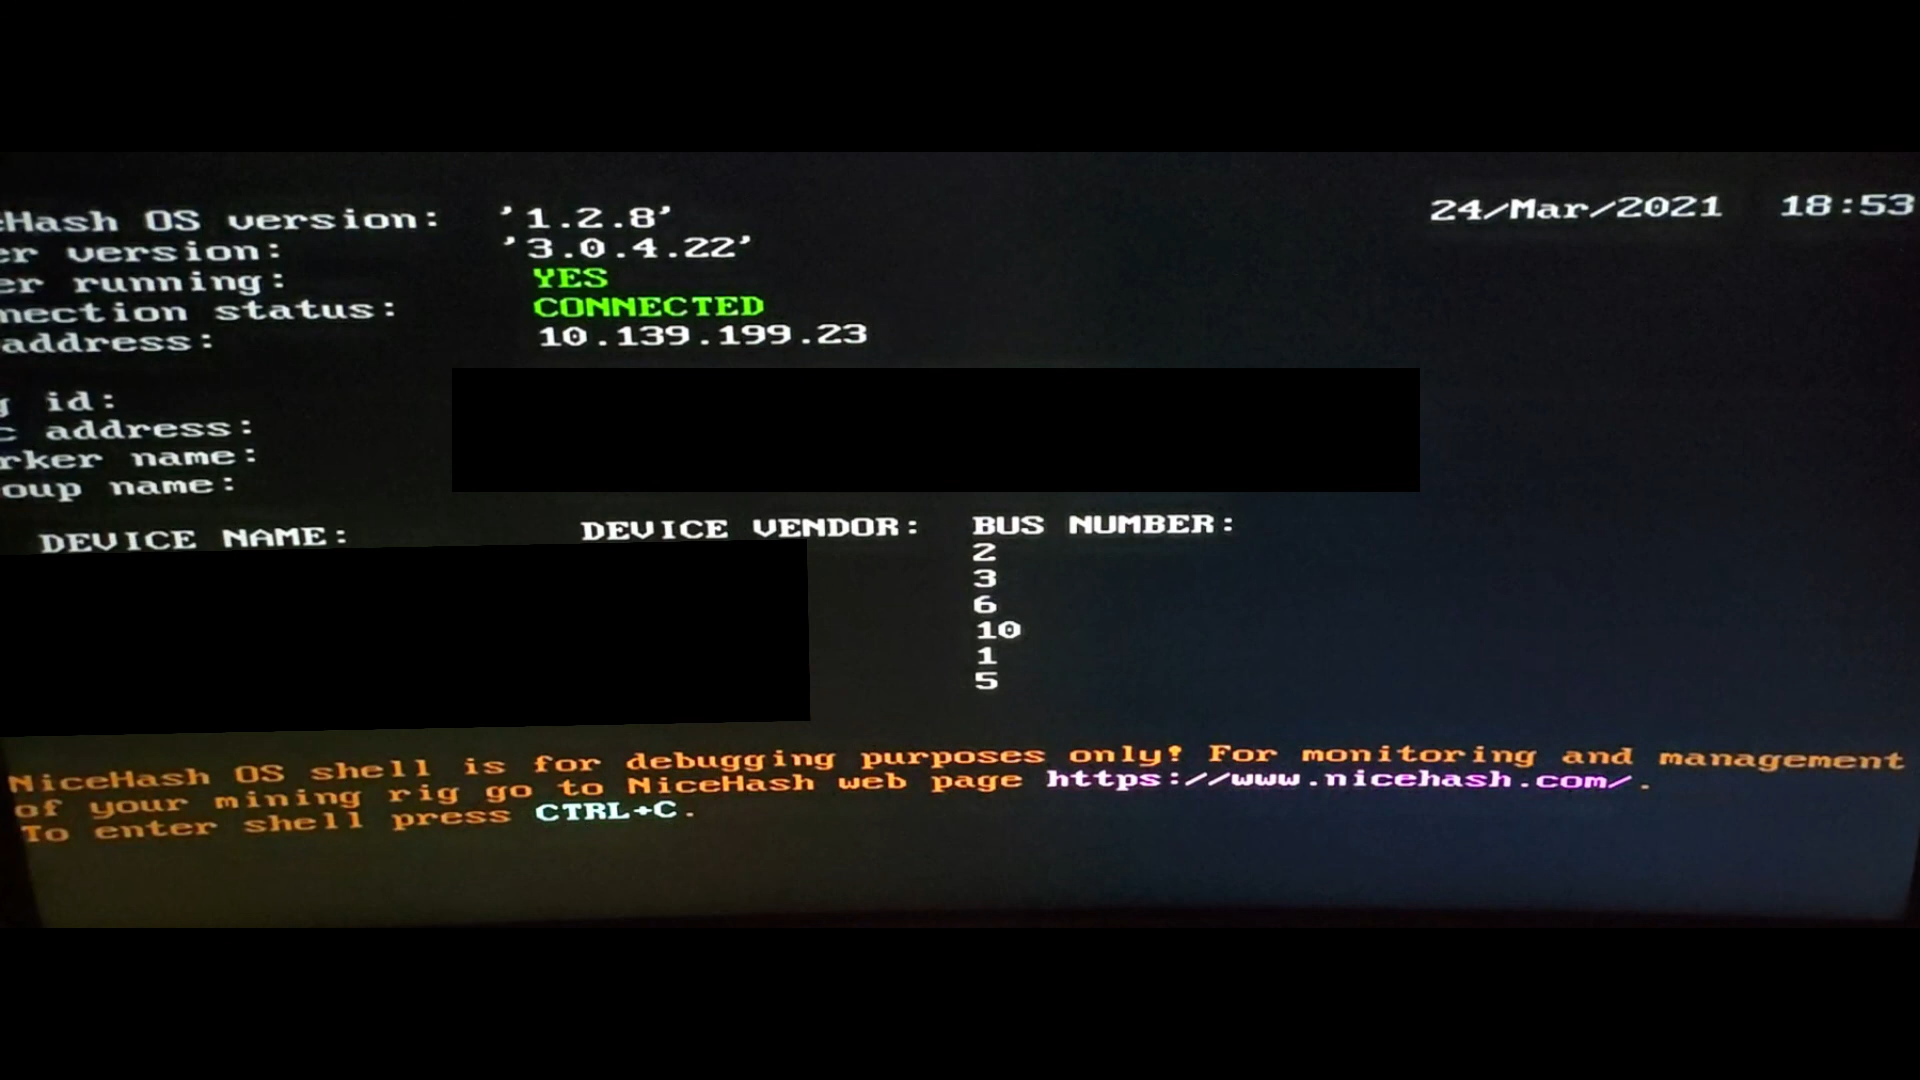 Hash OS version: '1.2.8' 24/Mar/2021 18:53
er version: '3.0.4.22'
er running: YES
nection status: CONNECTED
address: 10.139.199.23
id:
address:
rker name:
oup name:
DEVICE NAME: DEVICE VENDOR: BUS NUMBER:
2
3
6
10
1
5
NiceHash OS shell is for debugging purposes only! For monitoring and management
of your mining rig go to NiceHash web page https://www.nicehash.com/.
To enter shell press CTRL+C.